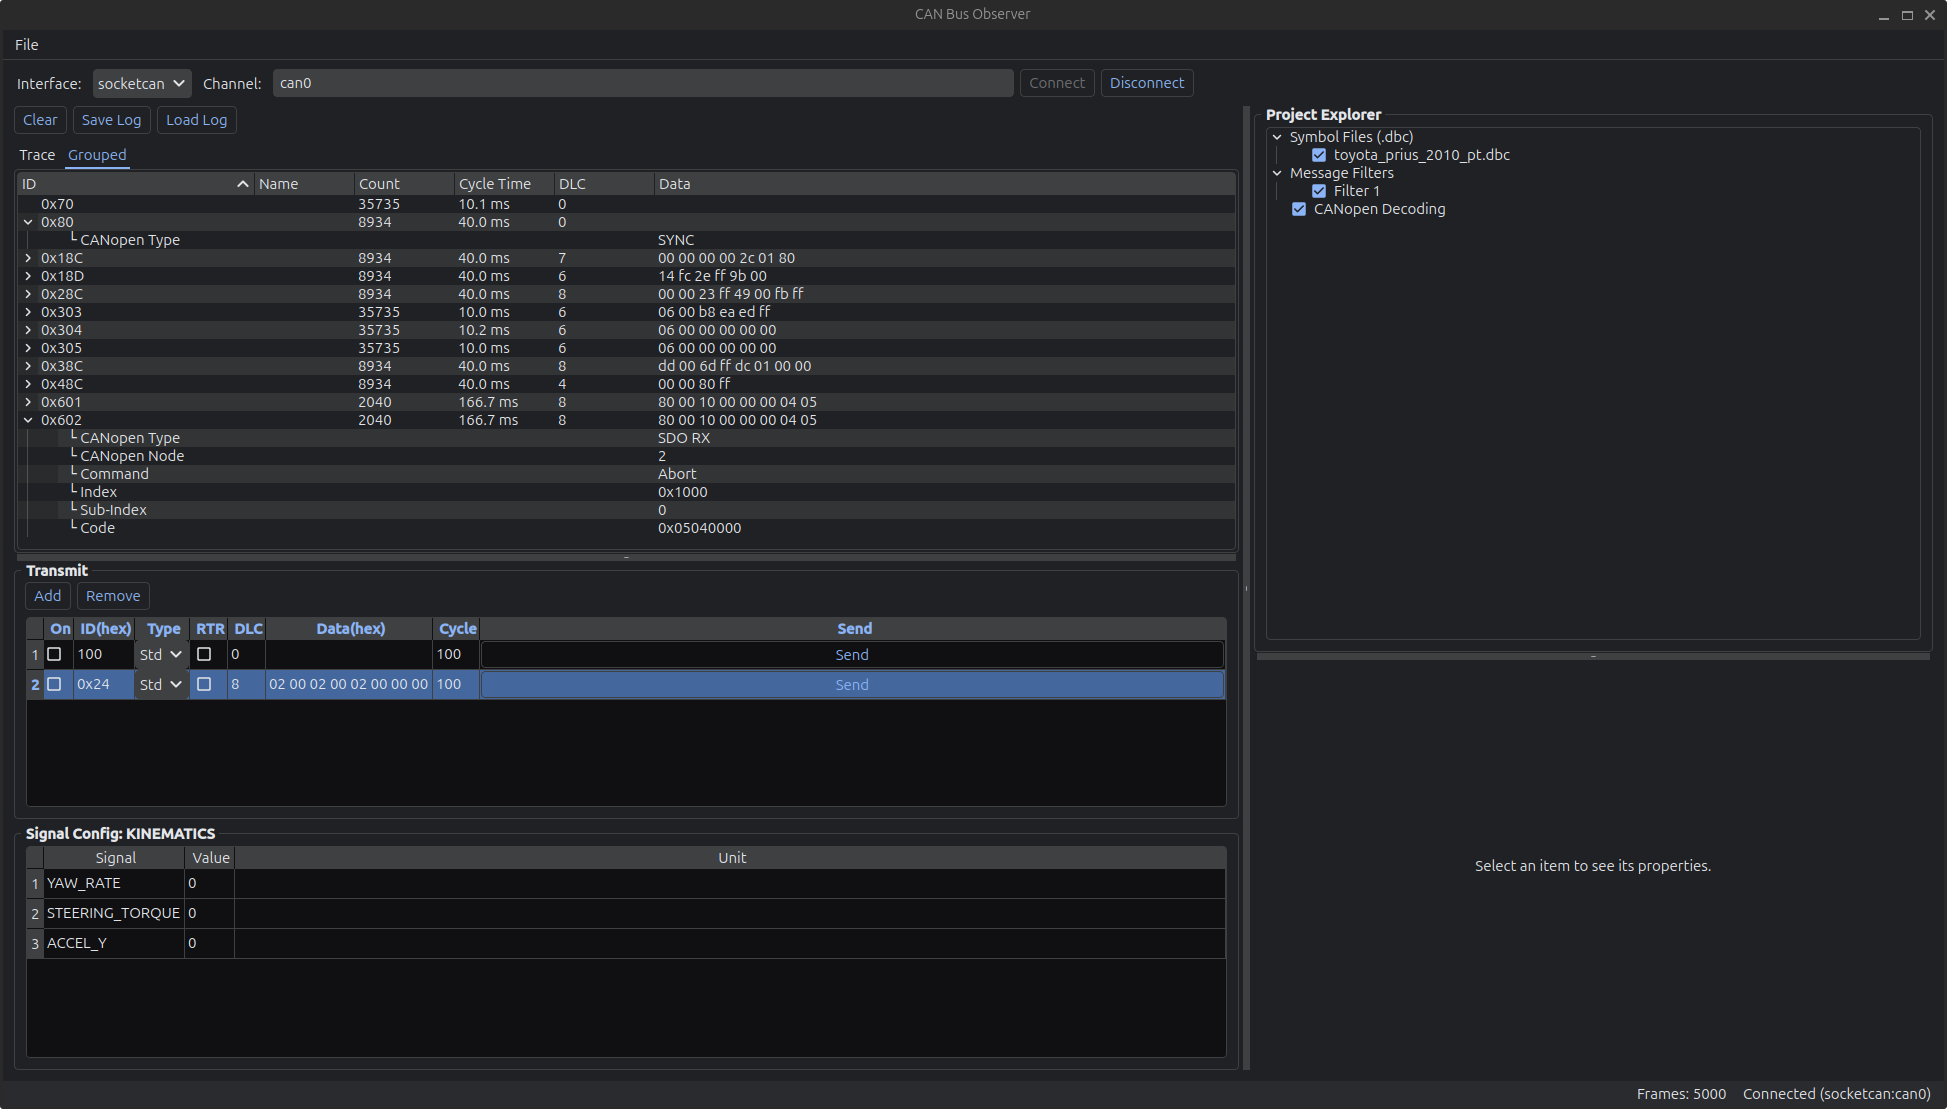 CAN Bus Observer
File
Interface: socketcan Channel: can0 Connect Disconnect
Clear Save Log Load Log
Trace Grouped
ID Name Count Cycle Time DLC Data
0x70 35735 10.1 ms 0
0x80 8934 40.0 ms 0
CANopen Type SYNC
0x18C 8934 40.0 ms 7 00 00 00 00 2c 01 80
0x18D 8934 40.0 ms 6 14 fc 2e ff 9b 00
0x28C 8934 40.0 ms 8 00 00 23 ff 49 00 fb ff
0x303 35735 10.0 ms 6 06 00 b8 ea ed ff
0x304 35735 10.2 ms 6 06 00 00 00 00 00
0x305 35735 10.0 ms 6 06 00 00 00 00 00
0x38C 8934 40.0 ms 8 dd 00 6d ff dc 01 00 00
0x48C 8934 40.0 ms 4 00 00 80 ff
0x601 2040 166.7 ms 8 80 00 10 00 00 00 04 05
0x602 2040 166.7 ms 8 80 00 10 00 00 00 04 05
CANopen Type SDO RX
CANopen Node 2
Command Abort
Index 0x1000
Sub-Index 0
Code 0x05040000
Transmit
Add Remove
On ID(hex) Type RTR DLC Data(hex) Cycle Send
1 100 Std 0 100 Send
2 0x24 Std 8 02 00 02 00 02 00 00 00 100 Send
Signal Config: KINEMATICS
Signal Value Unit
1 YAW_RATE 0
2 STEERING_TORQUE 0
3 ACCEL_Y 0
Project Explorer
Symbol Files (.dbc)
toyota_prius_2010_pt.dbc
Message Filters
Filter 1
CANopen Decoding
Select an item to see its properties.
Frames: 5000 Connected (socketcan:can0)